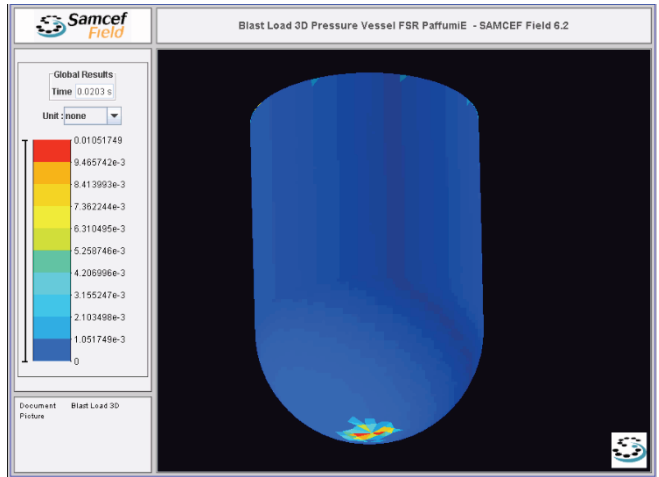 Samcef
Field
Blast Load 3D Pressure Vessel FSR PaffumiE - SAMCEF Field 6.2
Global Results
Time 0.0203 s
Unit : none
0.01051749
9.465742e-3
8.413993e-3
7.362244e-3
6.310495e-3
5.258746e-3
4.206996e-3
3.155247e-3
2.103498e-3
1.051749e-3
0
Document Blast Load 3D
Picture